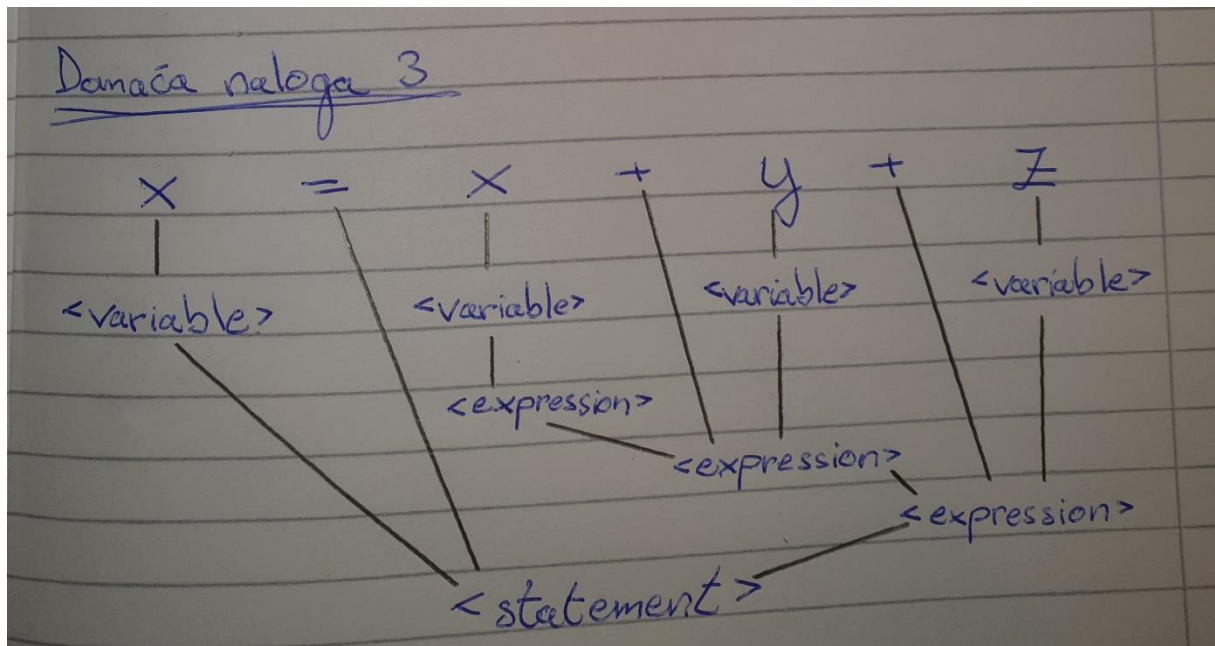 Domača naloga 3
x = x + y + z
<variable> <variable> <variable> <variable>
<expression>
<expression>
<expression>
<statement>